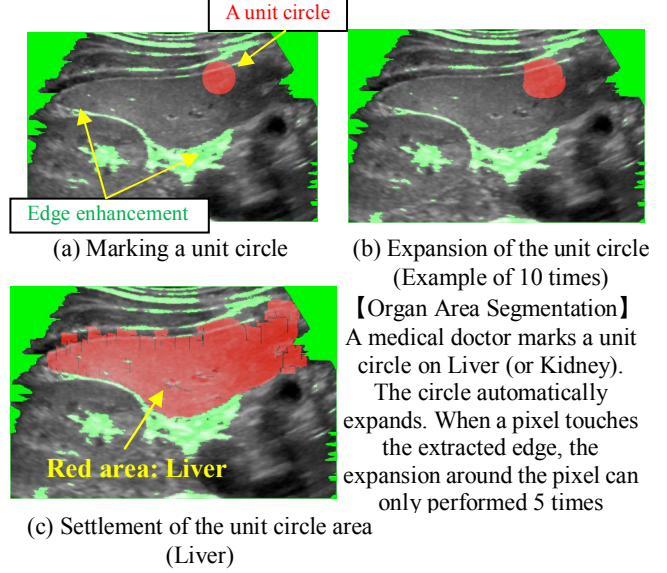 A unit circle
Edge enhancement
(a) Marking a unit circle
(b) Expansion of the unit circle
(Example of 10 times)
Red area: Liver
(c) Settlement of the unit circle area
(Liver)
【Organ Area Segmentation】
A medical doctor marks a unit
circle on Liver (or Kidney).
The circle automatically
expands. When a pixel touches
the extracted edge, the
expansion around the pixel can
only performed 5 times